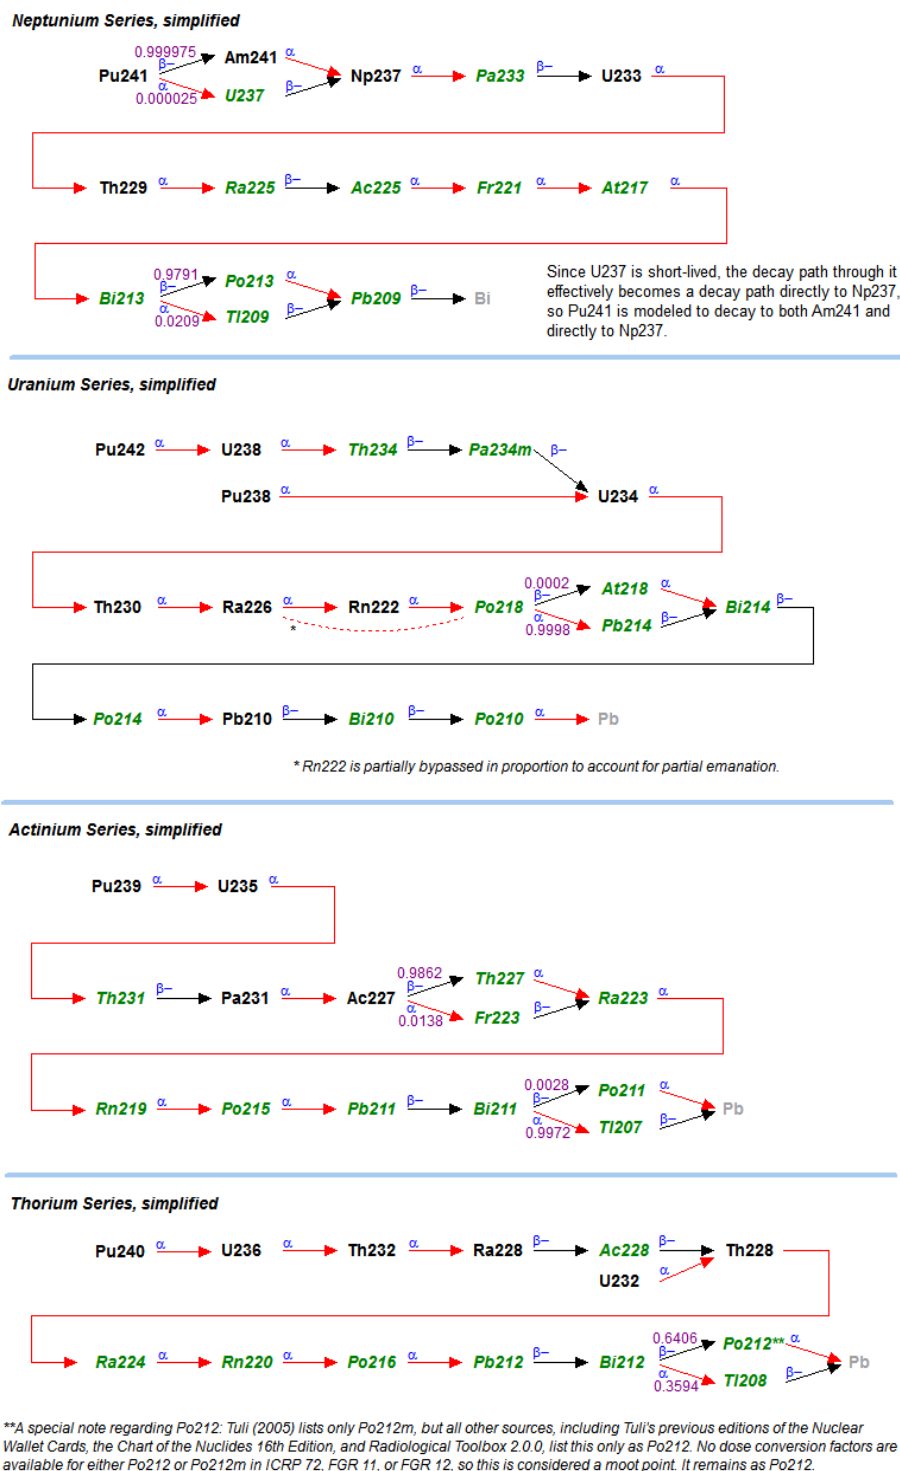 Neptunium Series, simplified
0.999975 Am241 α
β−
Pu241 Np237 α Pa233 β− U233 α
α U237 β−
0.000025
Th229 α Ra225 β− Ac225 α Fr221 α At217 α
0.9791 Po213 α
β−
Bi213 Pb209 β− Bi
α Tl209 β−
0.0209
Since U237 is short-lived, the decay path through it
effectively becomes a decay path directly to Np237,
so Pu241 is modeled to decay to both Am241 and
directly to Np237.
Uranium Series, simplified
Pu242 α U238 α Th234 β− Pa234m β−
Pu238 α U234 α
0.0002 At218 α
β−
Th230 α Ra226 α Rn222 α Po218 Bi214 β−
* α Pb214 β−
0.9998
Po214 α Pb210 β− Bi210 β− Po210 α Pb
* Rn222 is partially bypassed in proportion to account for partial emanation.
Actinium Series, simplified
Pu239 α U235 α
0.9862 Th227 α
β−
Th231 β− Pa231 α Ac227 Ra223 α
α Fr223 β−
0.0138
0.0028 Po211 α
β−
Rn219 α Po215 α Pb211 β− Bi211 Pb
α Tl207 β−
0.9972
Thorium Series, simplified
Pu240 α U236 α Th232 α Ra228 β− Ac228 β− Th228
U232 α
0.6406 Po212** α
β−
Ra224 α Rn220 α Po216 α Pb212 β− Bi212 Pb
α Tl208 β−
0.3594
**A special note regarding Po212: Tuli (2005) lists only Po212m, but all other sources, including Tuli's previous editions of the Nuclear
Wallet Cards, the Chart of the Nuclides 16th Edition, and Radiological Toolbox 2.0.0, list this only as Po212. No dose conversion factors are
available for either Po212 or Po212m in ICRP 72, FGR 11, or FGR 12, so this is considered a moot point. It remains as Po212.